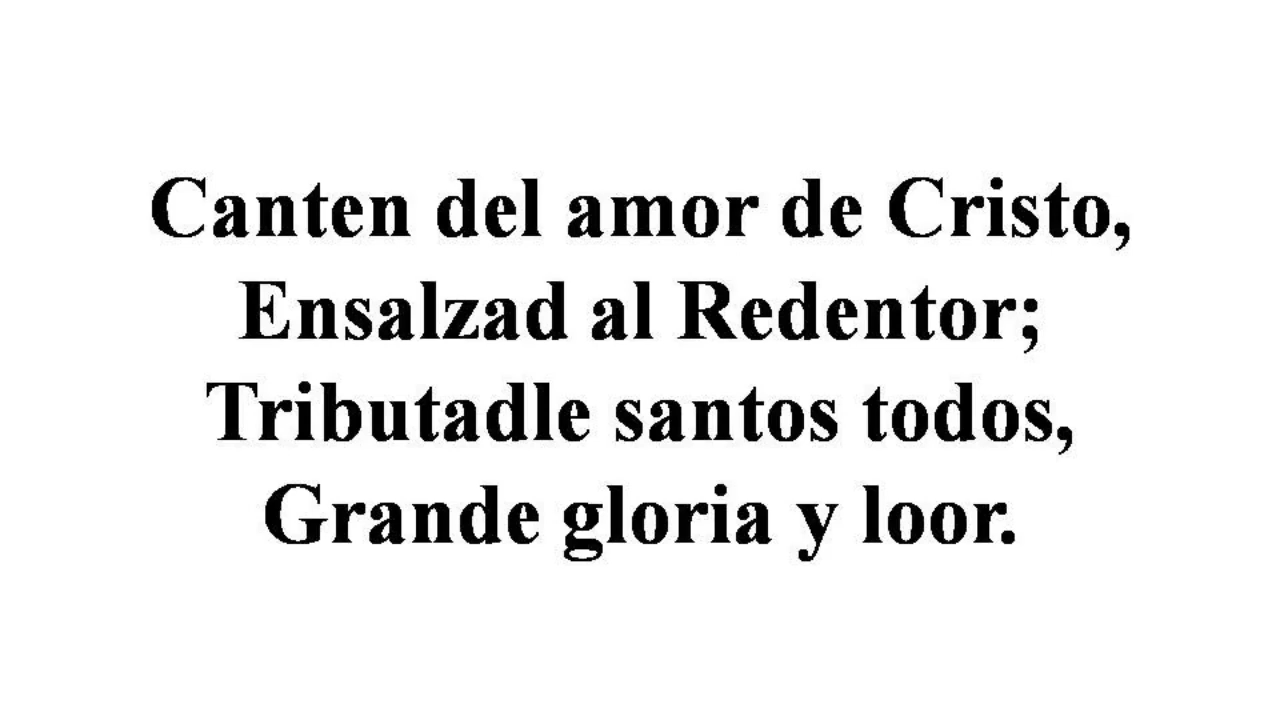 Canten del amor de Cristo,
Ensalzad al Redentor;
Tributadle santos todos,
Grande gloria y loor.